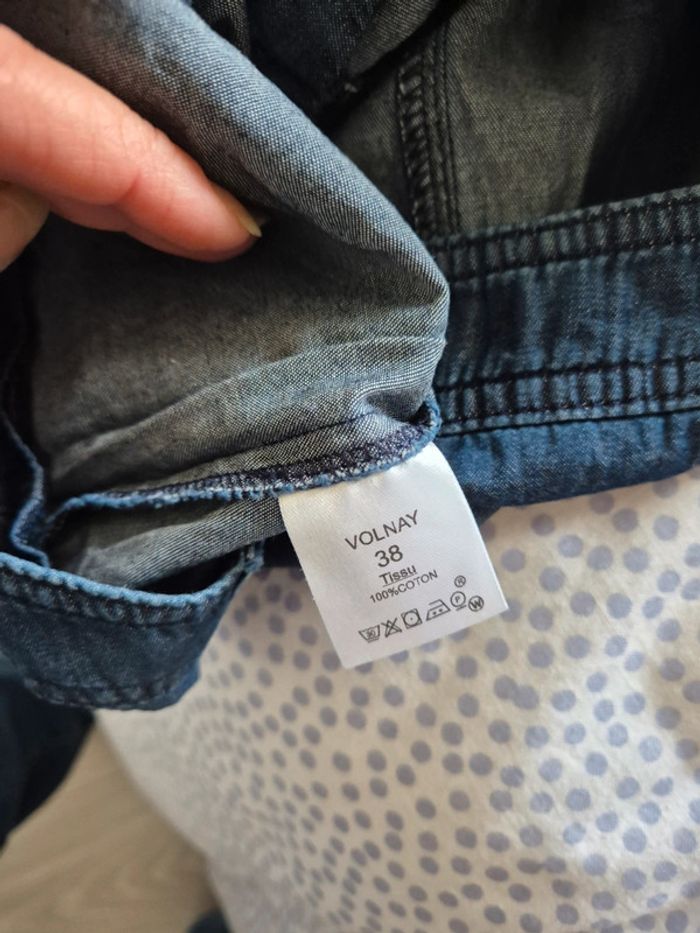 VOLNAY
38
Tissu
100%COTON
®
P W